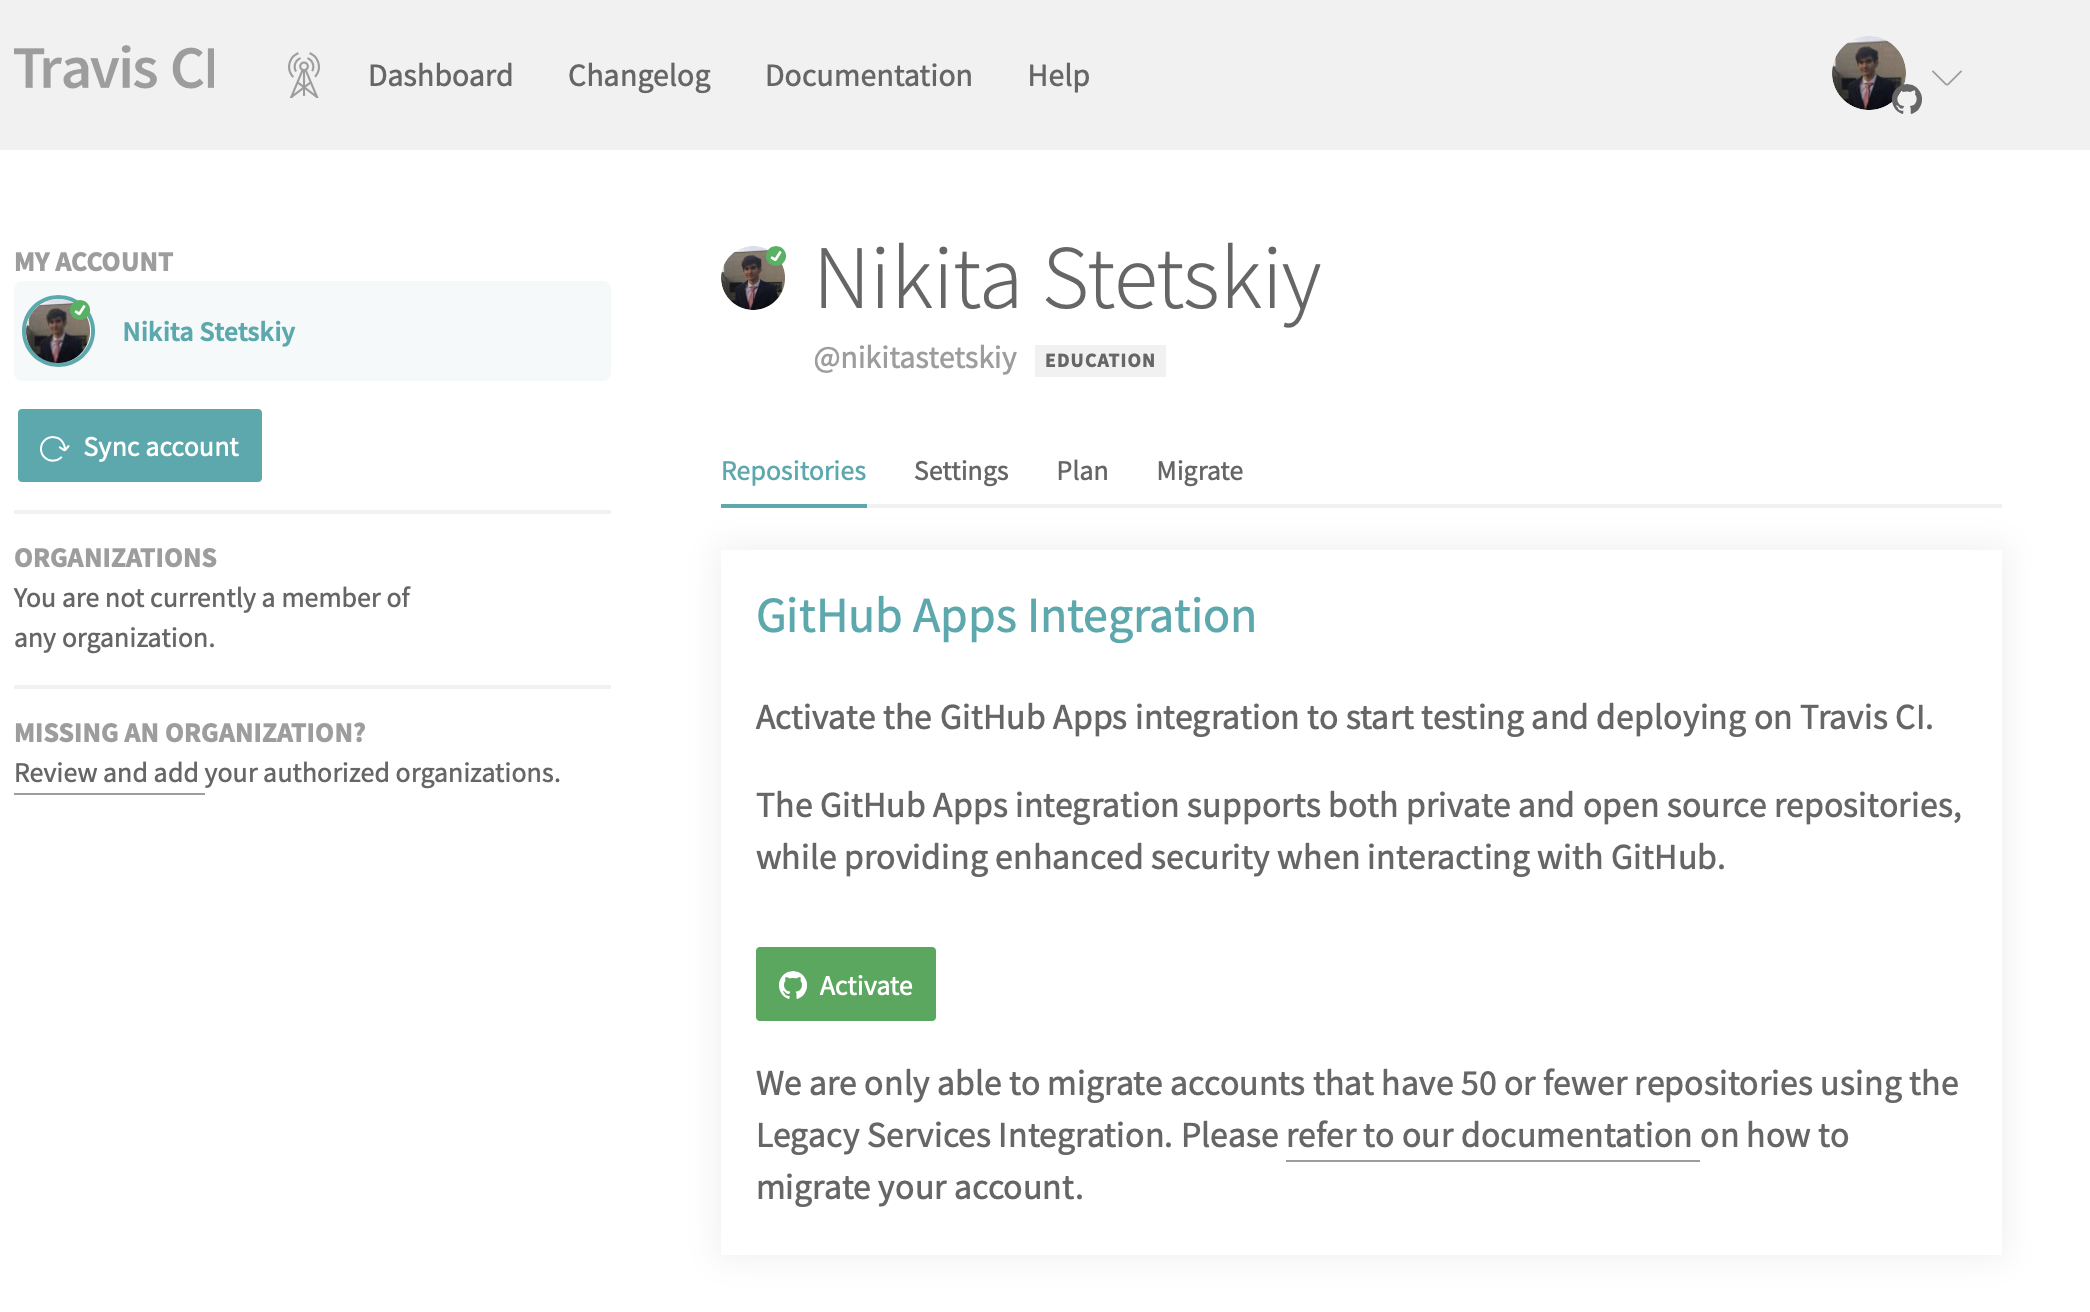 Travis CI
Dashboard
Changelog
Documentation
Help
MY ACCOUNT
Nikita Stetskiy
Sync account
ORGANIZATIONS
You are not currently a member of
any organization.
MISSING AN ORGANIZATION?
Review and add your authorized organizations.
Nikita Stetskiy
@nikitastetskiy EDUCATION
Repositories
Settings
Plan
Migrate
GitHub Apps Integration
Activate the GitHub Apps integration to start testing and deploying on Travis CI.
The GitHub Apps integration supports both private and open source repositories,
while providing enhanced security when interacting with GitHub.
Activate
We are only able to migrate accounts that have 50 or fewer repositories using the
Legacy Services Integration. Please refer to our documentation on how to
migrate your account.